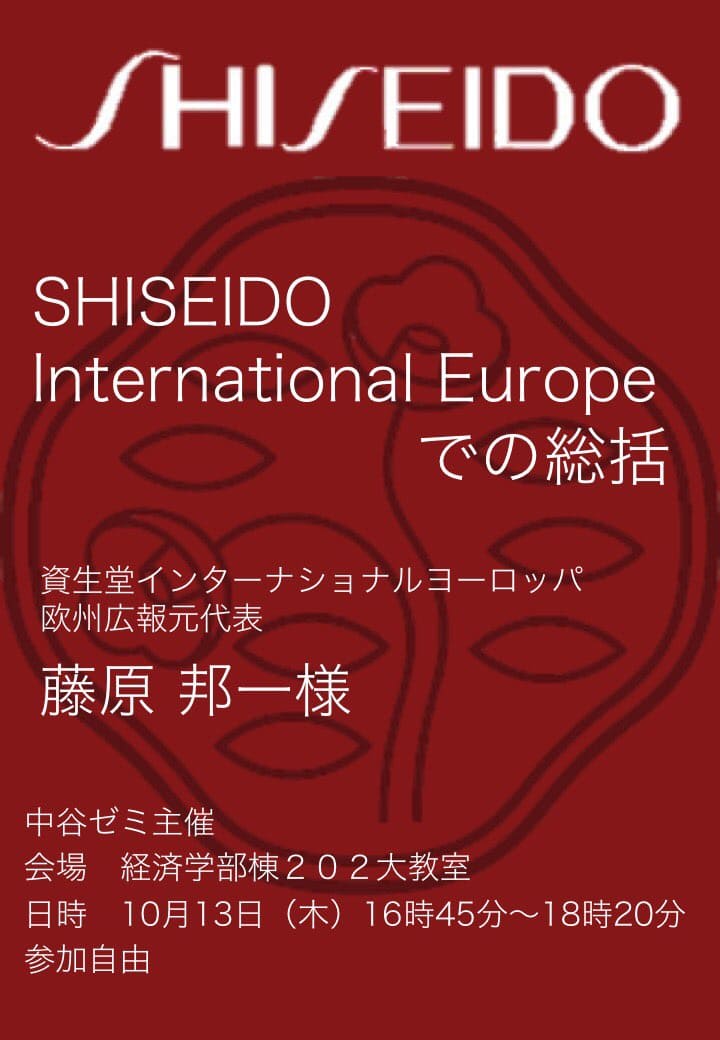 SHISEIDO
SHISEIDO
International Europe
での総括
資生堂インターナショナルヨーロッパ
欧州広報元代表
藤原 邦一様
中谷ゼミ主催
会場　経済学部棟２０２大教室
日時　10月13日（木）16時45分〜18時20分
参加自由